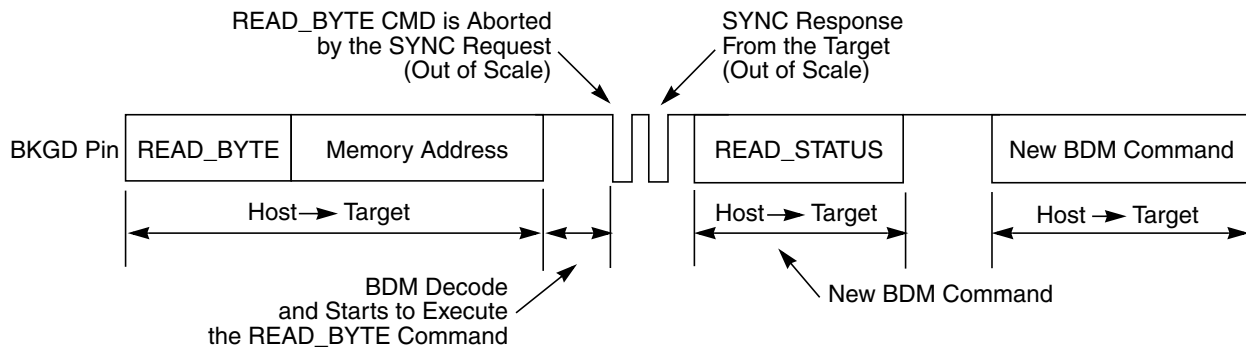 READ_BYTE CMD is Aborted
by the SYNC Request
(Out of Scale)
SYNC Response
From the Target
(Out of Scale)
BKGD Pin
READ_BYTE
Memory Address
READ_STATUS
New BDM Command
Host → Target
Host → Target
Host → Target
BDM Decode
and Starts to Execute
the READ_BYTE Command
New BDM Command